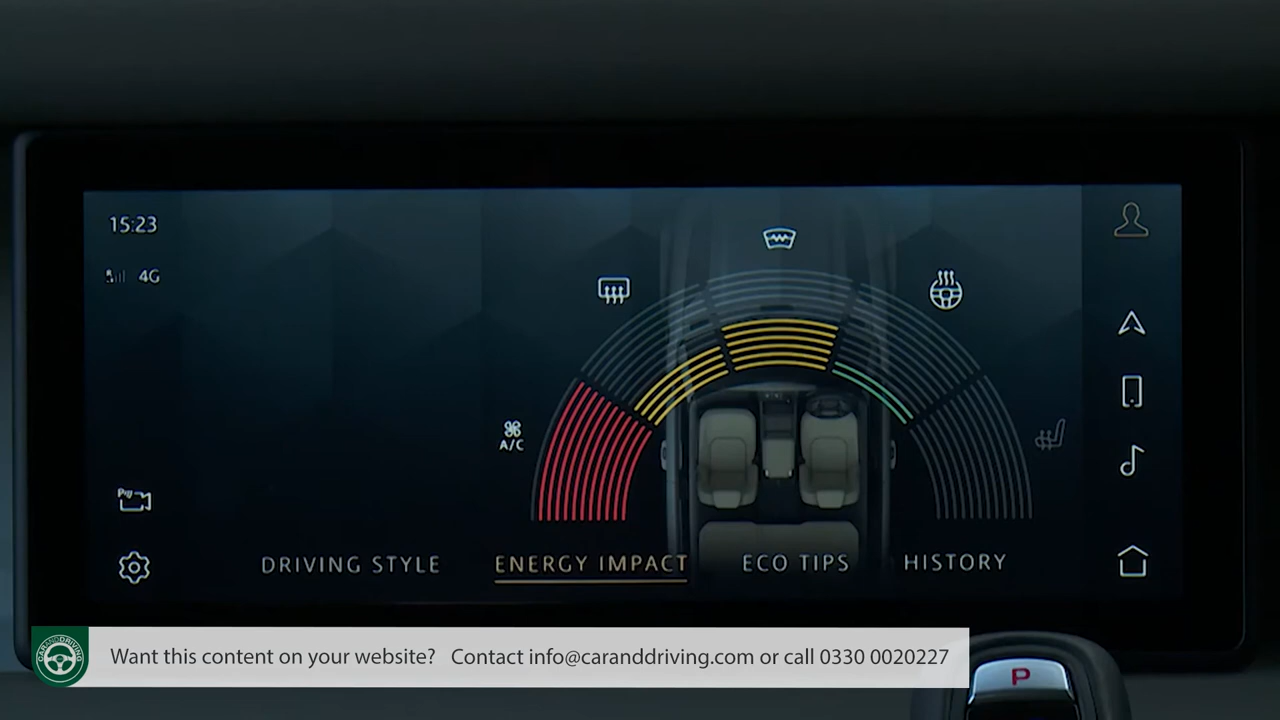 15:23
4G
A/C
DRIVING STYLE
ENERGY IMPACT
ECO TIPS
HISTORY
CARANDDRIVING
Want this content on your website? Contact info@caranddriving.com or call 0330 0020227
P